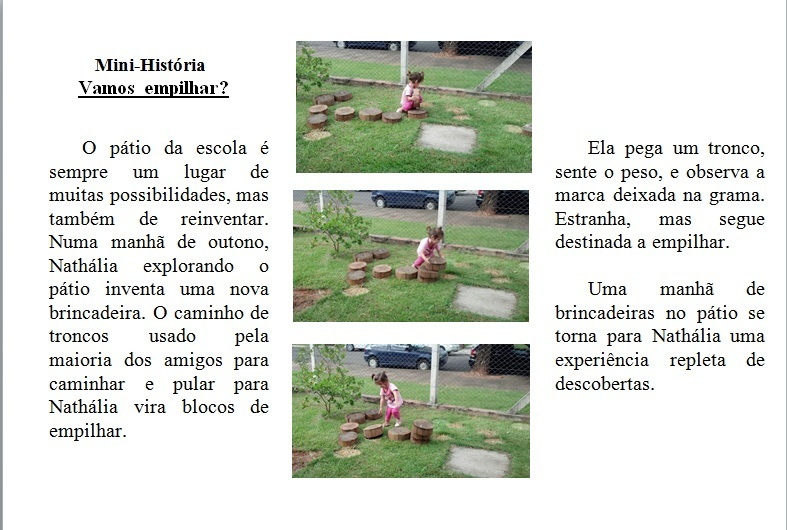 Mini-História
Vamos empilhar?
O pátio da escola é
sempre um lugar de
muitas possibilidades, mas
também de reinventar.
Numa manhã de outono,
Nathália explorando o
pátio inventa uma nova
brincadeira. O caminho de
troncos usado pela
maioria dos amigos para
caminhar e pular para
Nathália vira blocos de
empilhar.
Ela pega um tronco,
sente o peso, e observa a
marca deixada na grama.
Estranha, mas segue
destinada a empilhar.
Uma manhã de
brincadeiras no pátio se
torna para Nathália uma
experiência repleta de
descobertas.